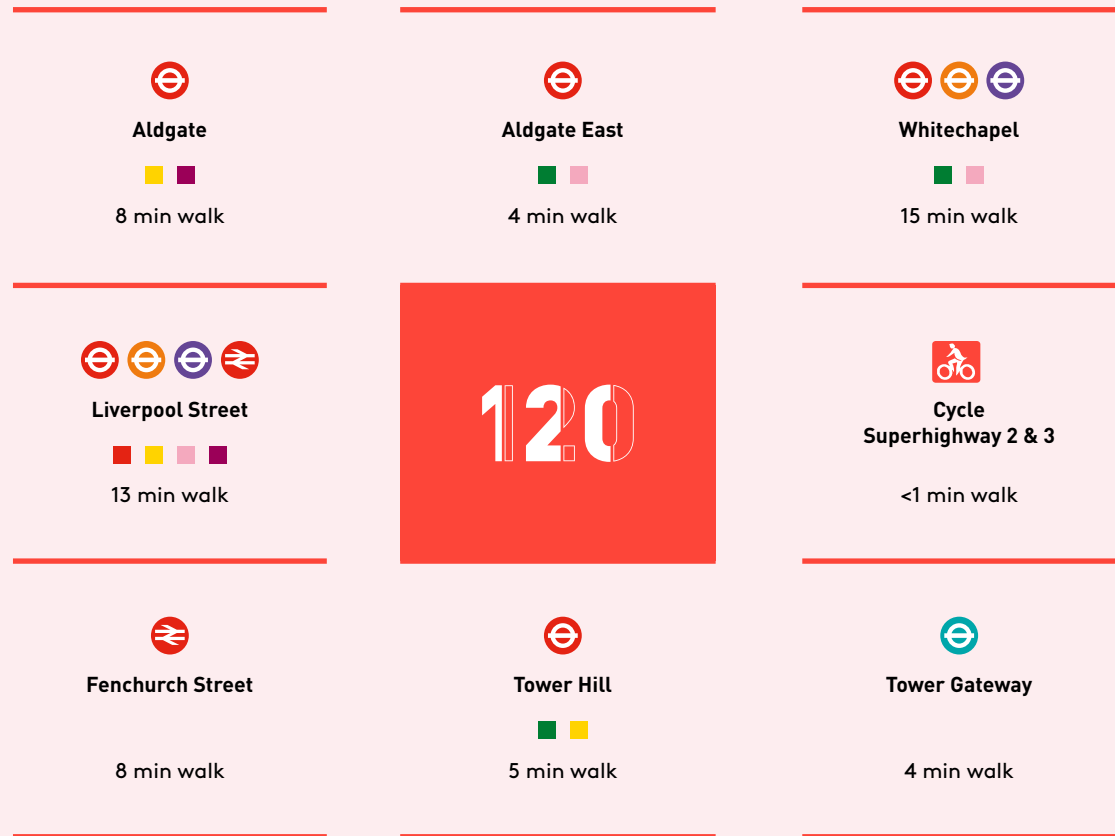 Aldgate
8 min walk
Aldgate East
4 min walk
Whitechapel
15 min walk
Liverpool Street
13 min walk
120
Cycle
Superhighway 2 & 3
<1 min walk
Fenchurch Street
8 min walk
Tower Hill
5 min walk
Tower Gateway
4 min walk